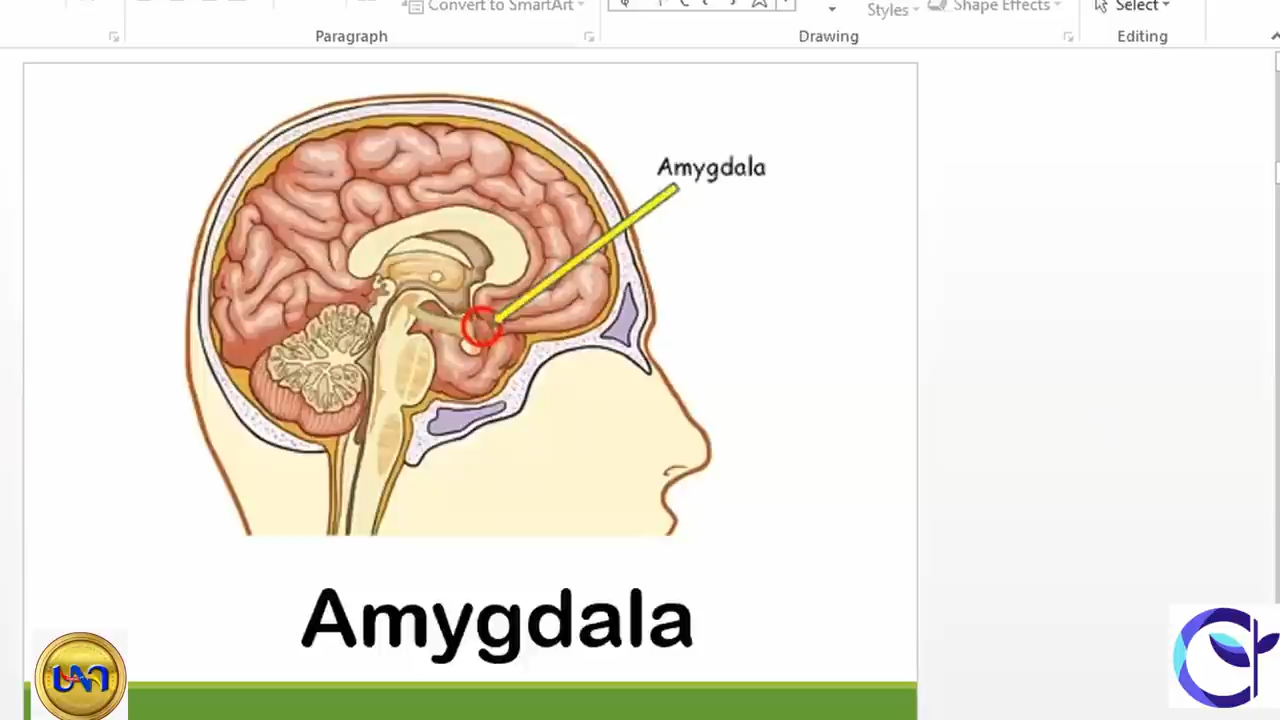 Convert to SmartArt
Styles
Shape Effects
Select
Paragraph
Drawing
Editing
Amygdala
Amygdala